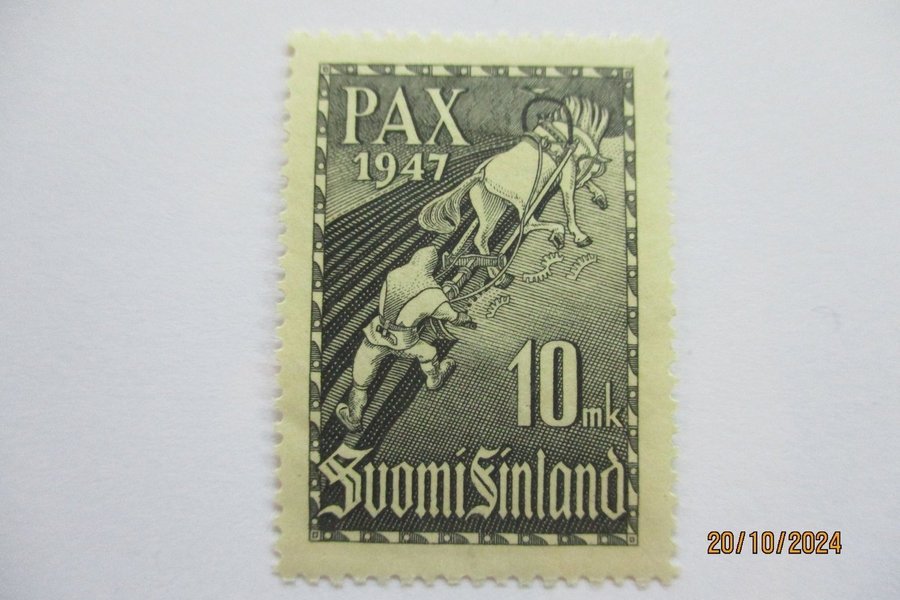 PAX
1947
10 mk
Suomi Finland
20/10/2024